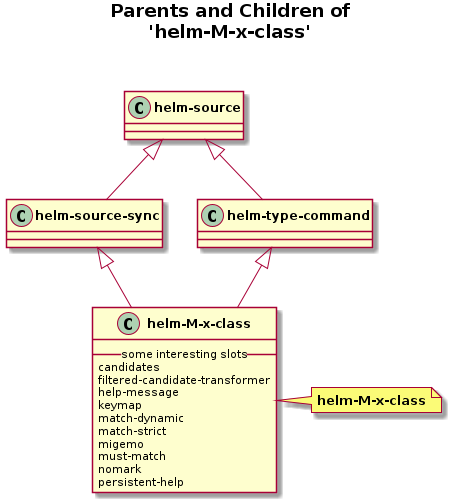 Parents and Children of
'helm-M-x-class'
C helm-source
C helm-source-sync
C helm-type-command
C helm-M-x-class
some interesting slots
candidates
filtered-candidate-transformer
help-message
keymap
match-dynamic
match-strict
migemo
must-match
nomark
persistent-help
helm-M-x-class